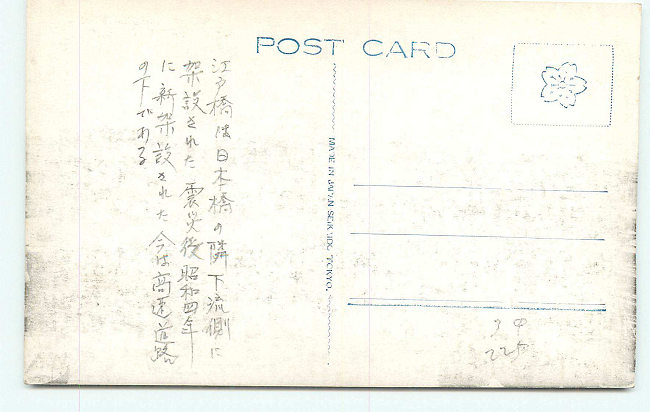 POST CARD
江戸橋は日本橋の隣下流側に
架設された 震災後昭和四年
に新架設された 今は高速道路
の下である
MADE IN JAPAN TOKYO.
225